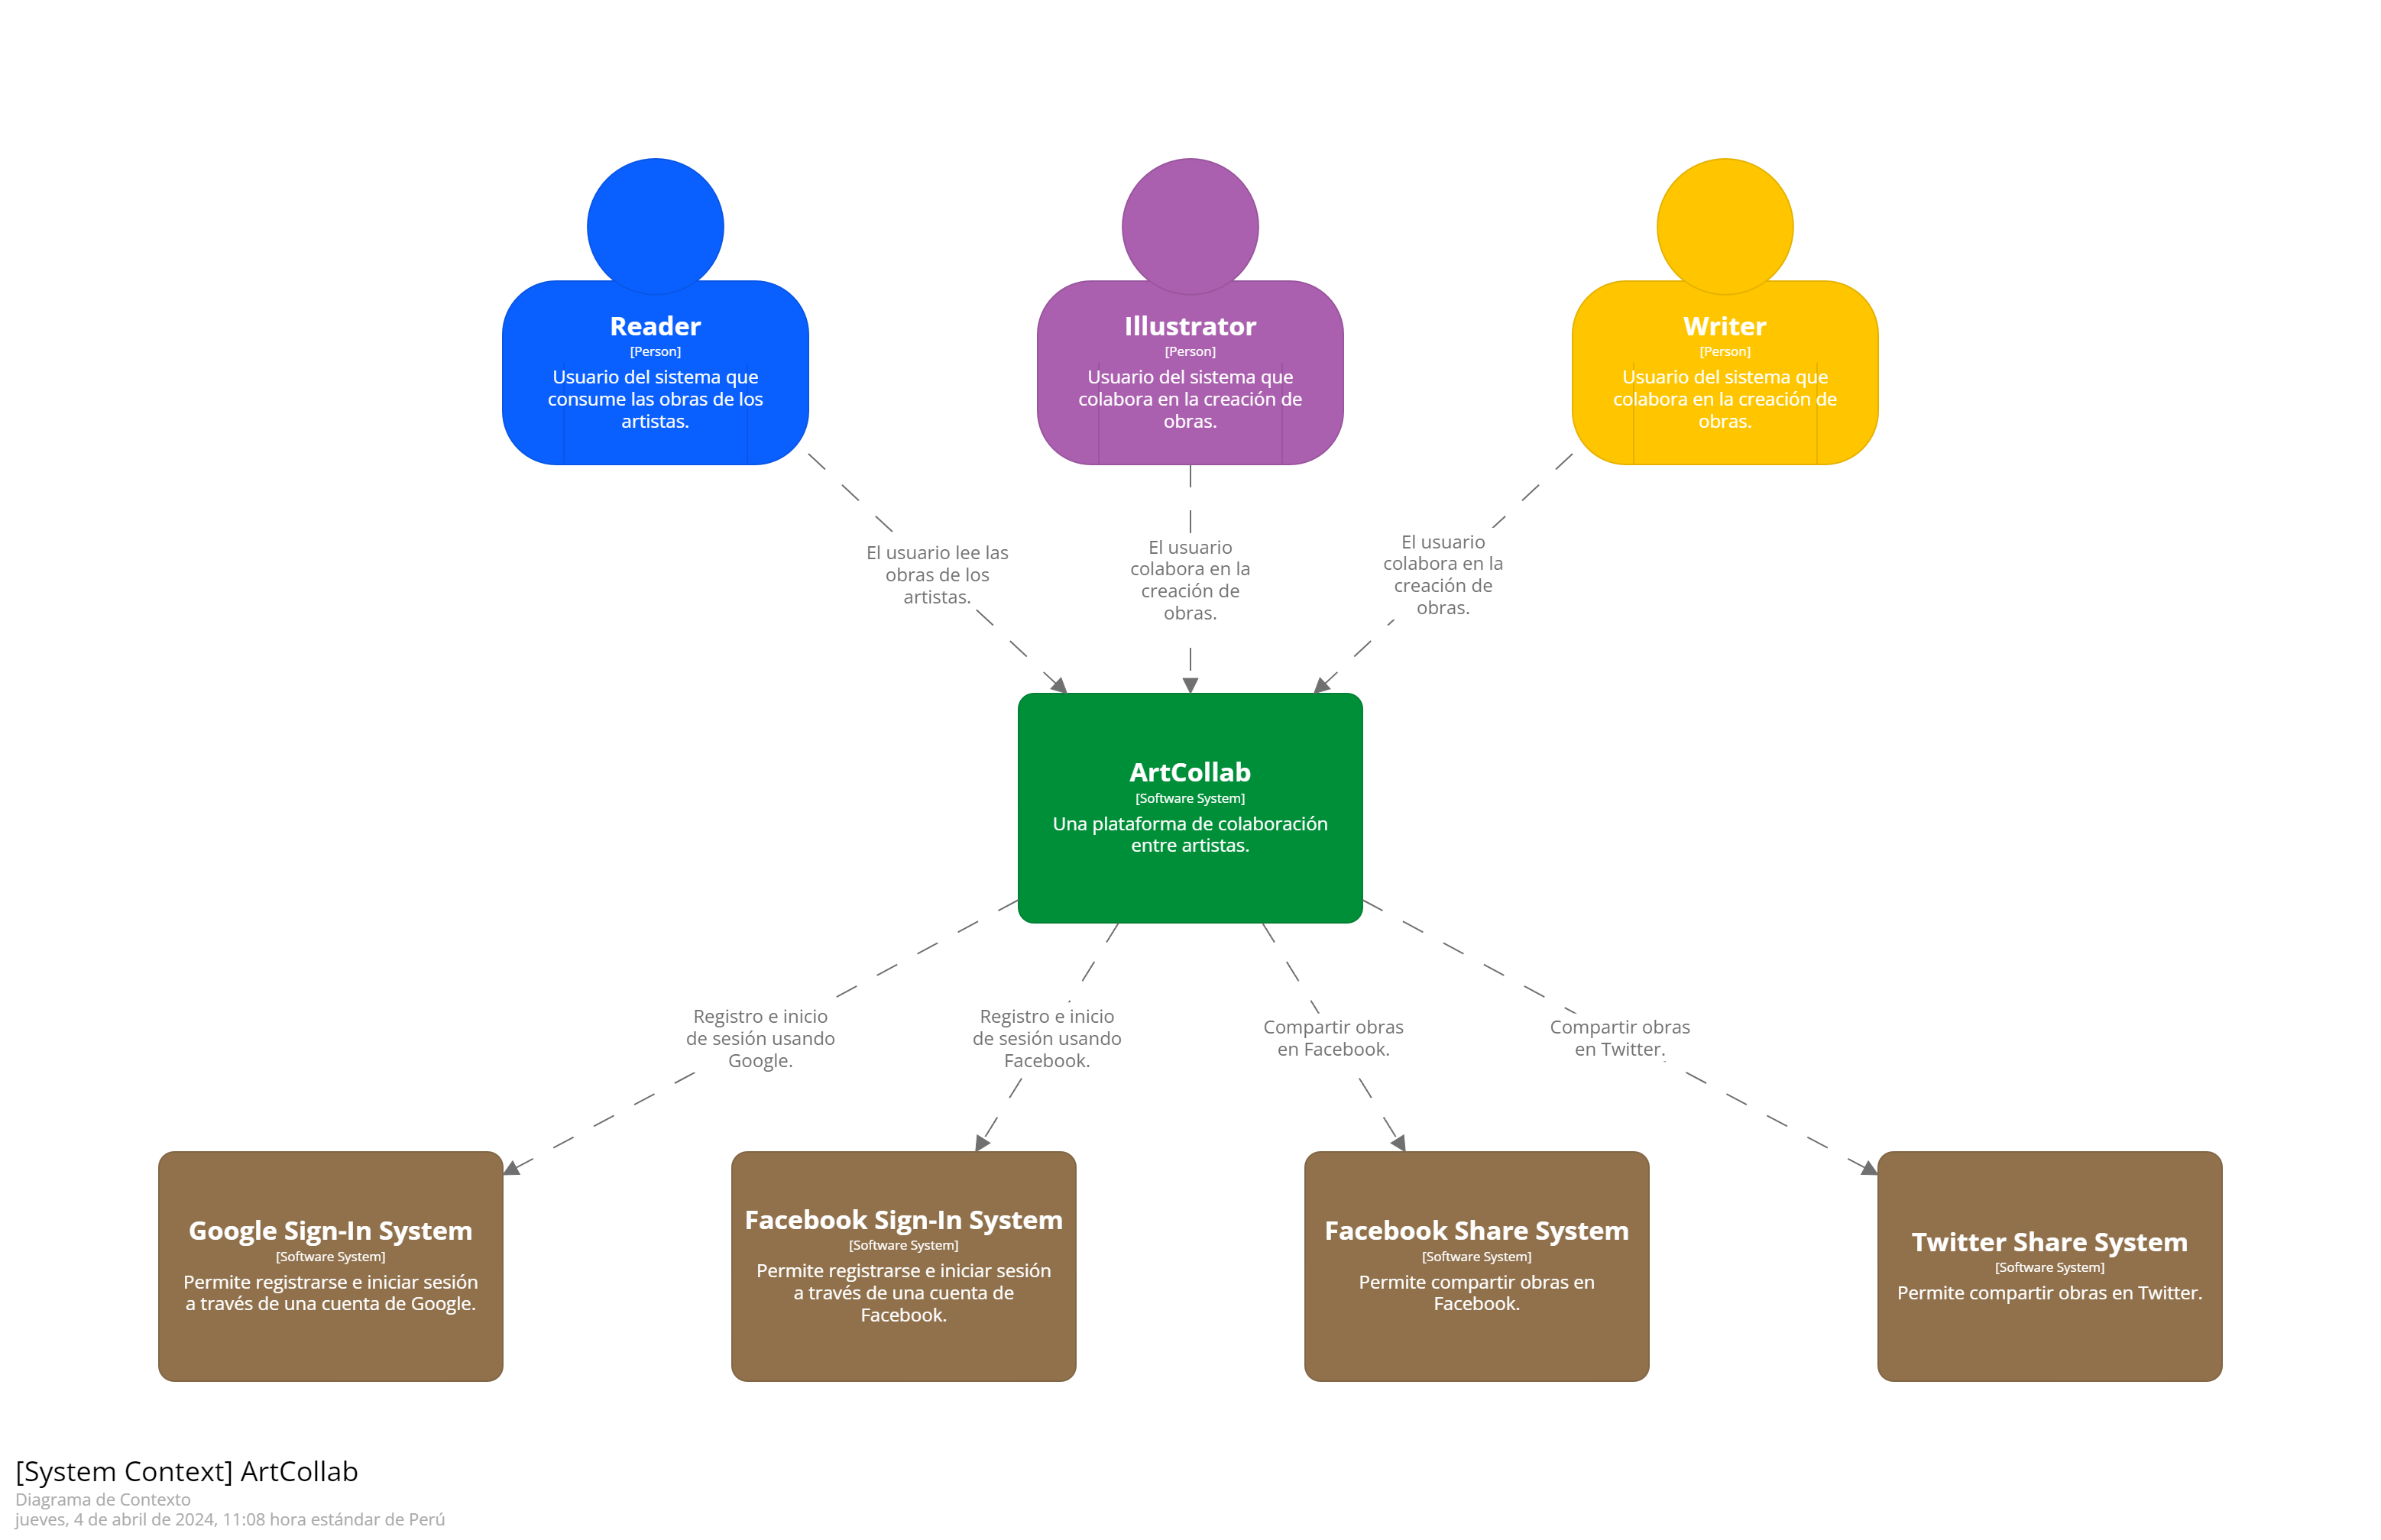 Reader
[Person]
Usuario del sistema que
consume las obras de los
artistas.
Illustrator
[Person]
Usuario del sistema que
colabora en la creación de
obras.
Writer
[Person]
Usuario del sistema que
colabora en la creación de
obras.
El usuario lee las
obras de los
artistas.
El usuario
colabora en la
creación de
obras.
El usuario
colabora en la
creación de
obras.
ArtCollab
[Software System]
Una plataforma de colaboración
entre artistas.
Registro e inicio
de sesión usando
Google.
Registro e inicio
de sesión usando
Facebook.
Compartir obras
en Facebook.
Compartir obras
en Twitter.
Google Sign-In System
[Software System]
Permite registrarse e iniciar sesión
a través de una cuenta de Google.
Facebook Sign-In System
[Software System]
Permite registrarse e iniciar sesión
a través de una cuenta de
Facebook.
Facebook Share System
[Software System]
Permite compartir obras en
Facebook.
Twitter Share System
[Software System]
Permite compartir obras en Twitter.
[System Context] ArtCollab
Diagrama de Contexto
jueves, 4 de abril de 2024, 11:08 hora estándar de Perú